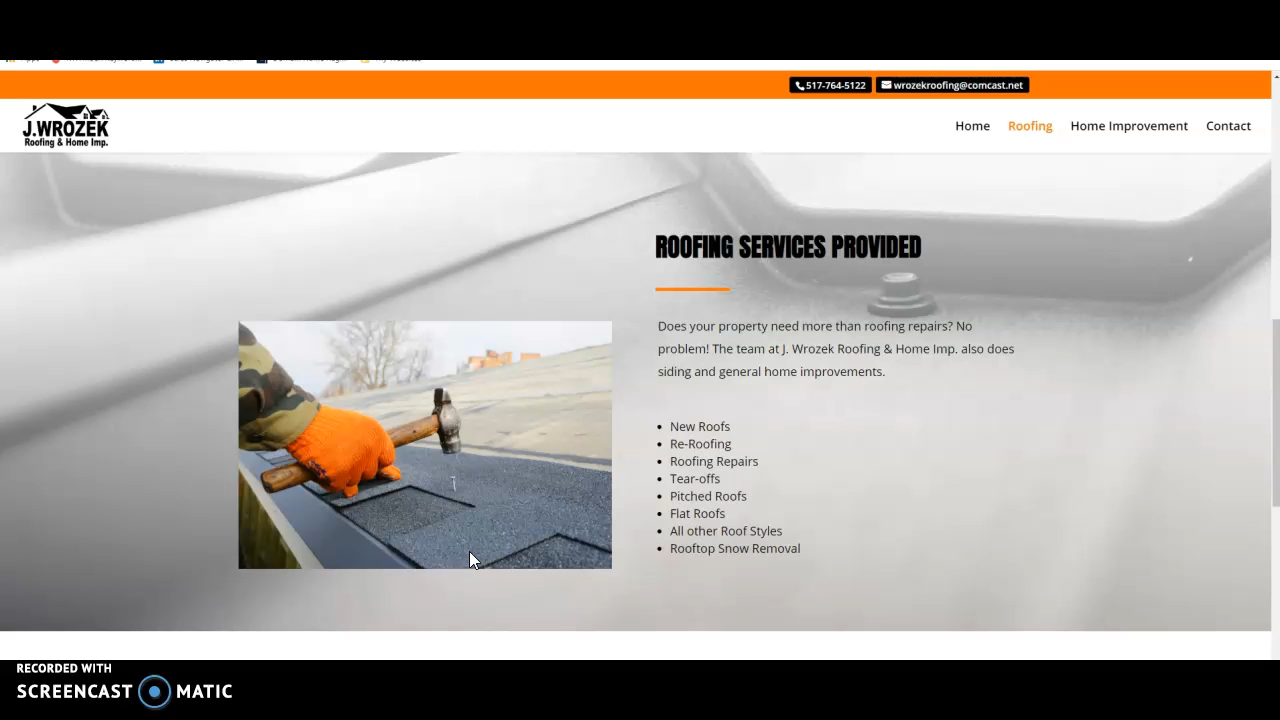 517-764-5122 wrozekroofing@comcast.net
J.WROZEK
Roofing & Home Imp.
Home Roofing Home Improvement Contact
ROOFING SERVICES PROVIDED
Does your property need more than roofing repairs? No
problem! The team at J. Wrozek Roofing & Home Imp. also does
siding and general home improvements.
• New Roofs
• Re-Roofing
• Roofing Repairs
• Tear-offs
• Pitched Roofs
• Flat Roofs
• All other Roof Styles
• Rooftop Snow Removal
RECORDED WITH
SCREENCAST MATIC